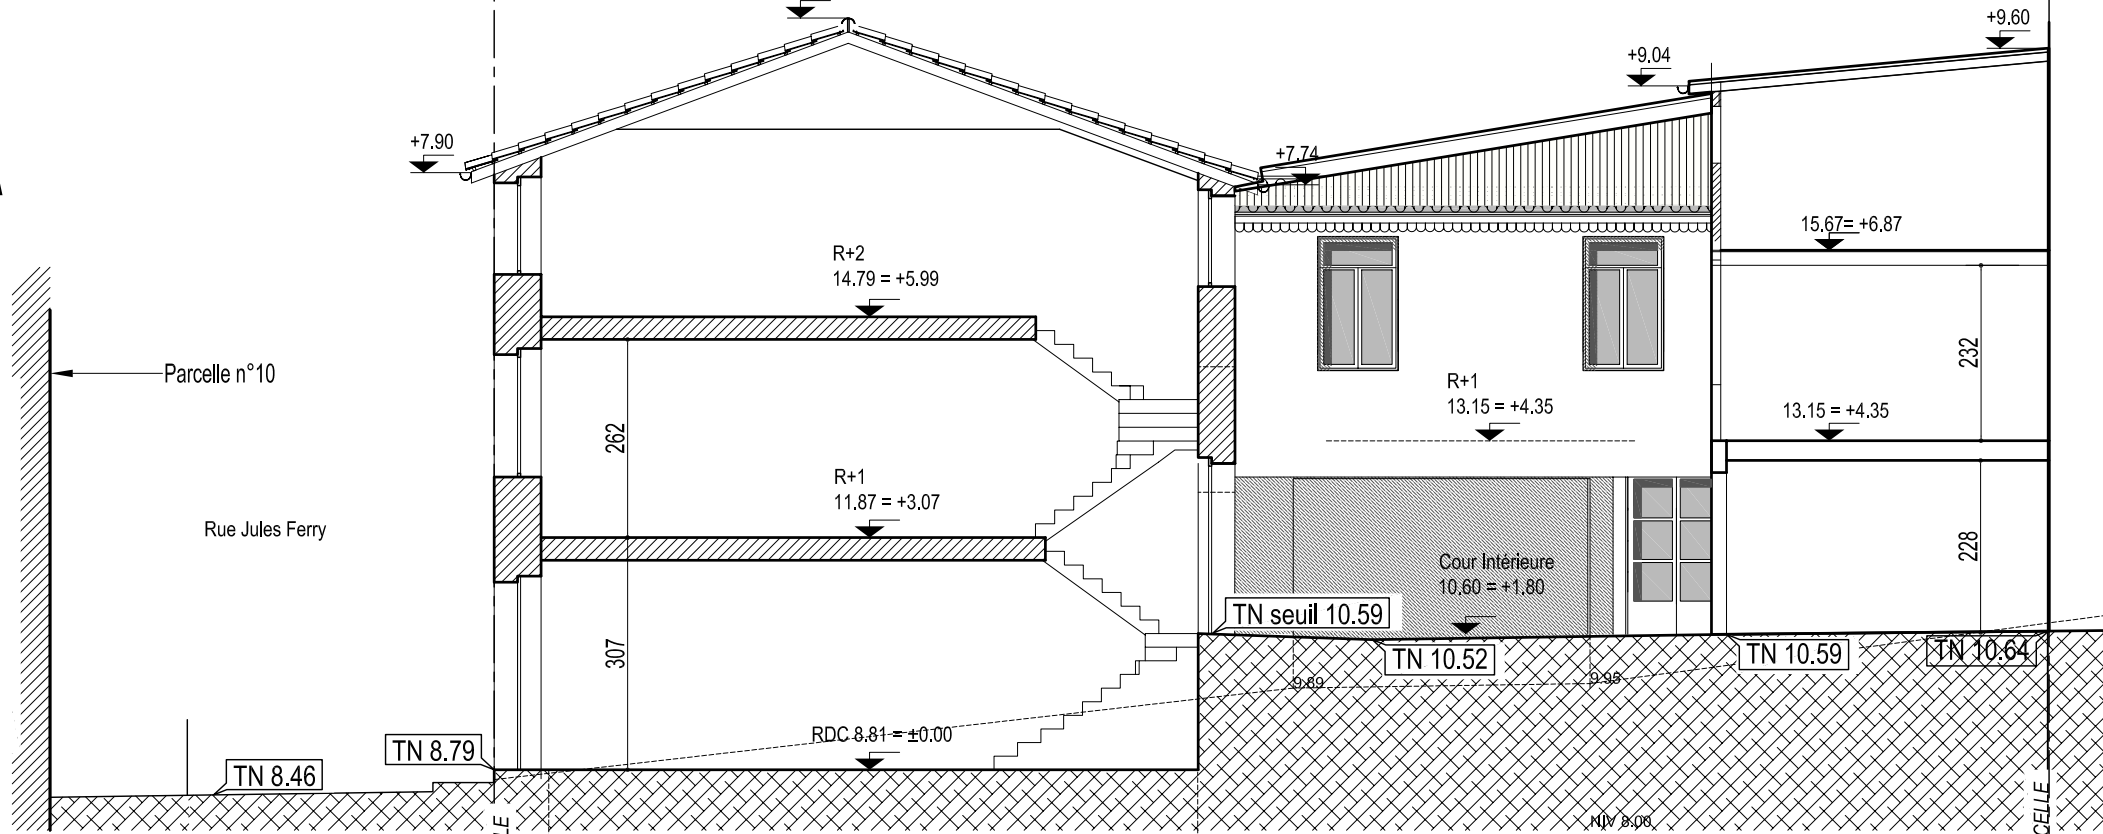 +9.60
+9.04
+7.90
+7.74
15.67= +6.87
R+2
14.79 = +5.99
232
Parcelle n°10
R+1
13.15 = +4.35
13.15 = +4.35
262
R+1
11.87 = +3.07
Rue Jules Ferry
228
Cour Intérieure
10.60 = +1.80
TN seuil 10.59
307
TN 10.52
TN 10.59
TN 10.64
9.89
9.95
RDC 8.81 = ±0.00
TN 8.79
TN 8.46
NIV 8.00
LLE
CELLE